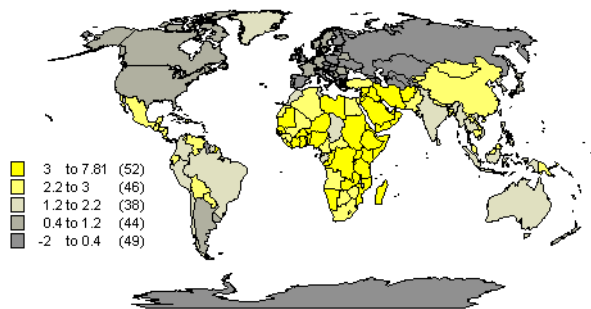 3 to 7.81 (52)
2.2 to 3 (46)
1.2 to 2.2 (38)
0.4 to 1.2 (44)
-2 to 0.4 (49)